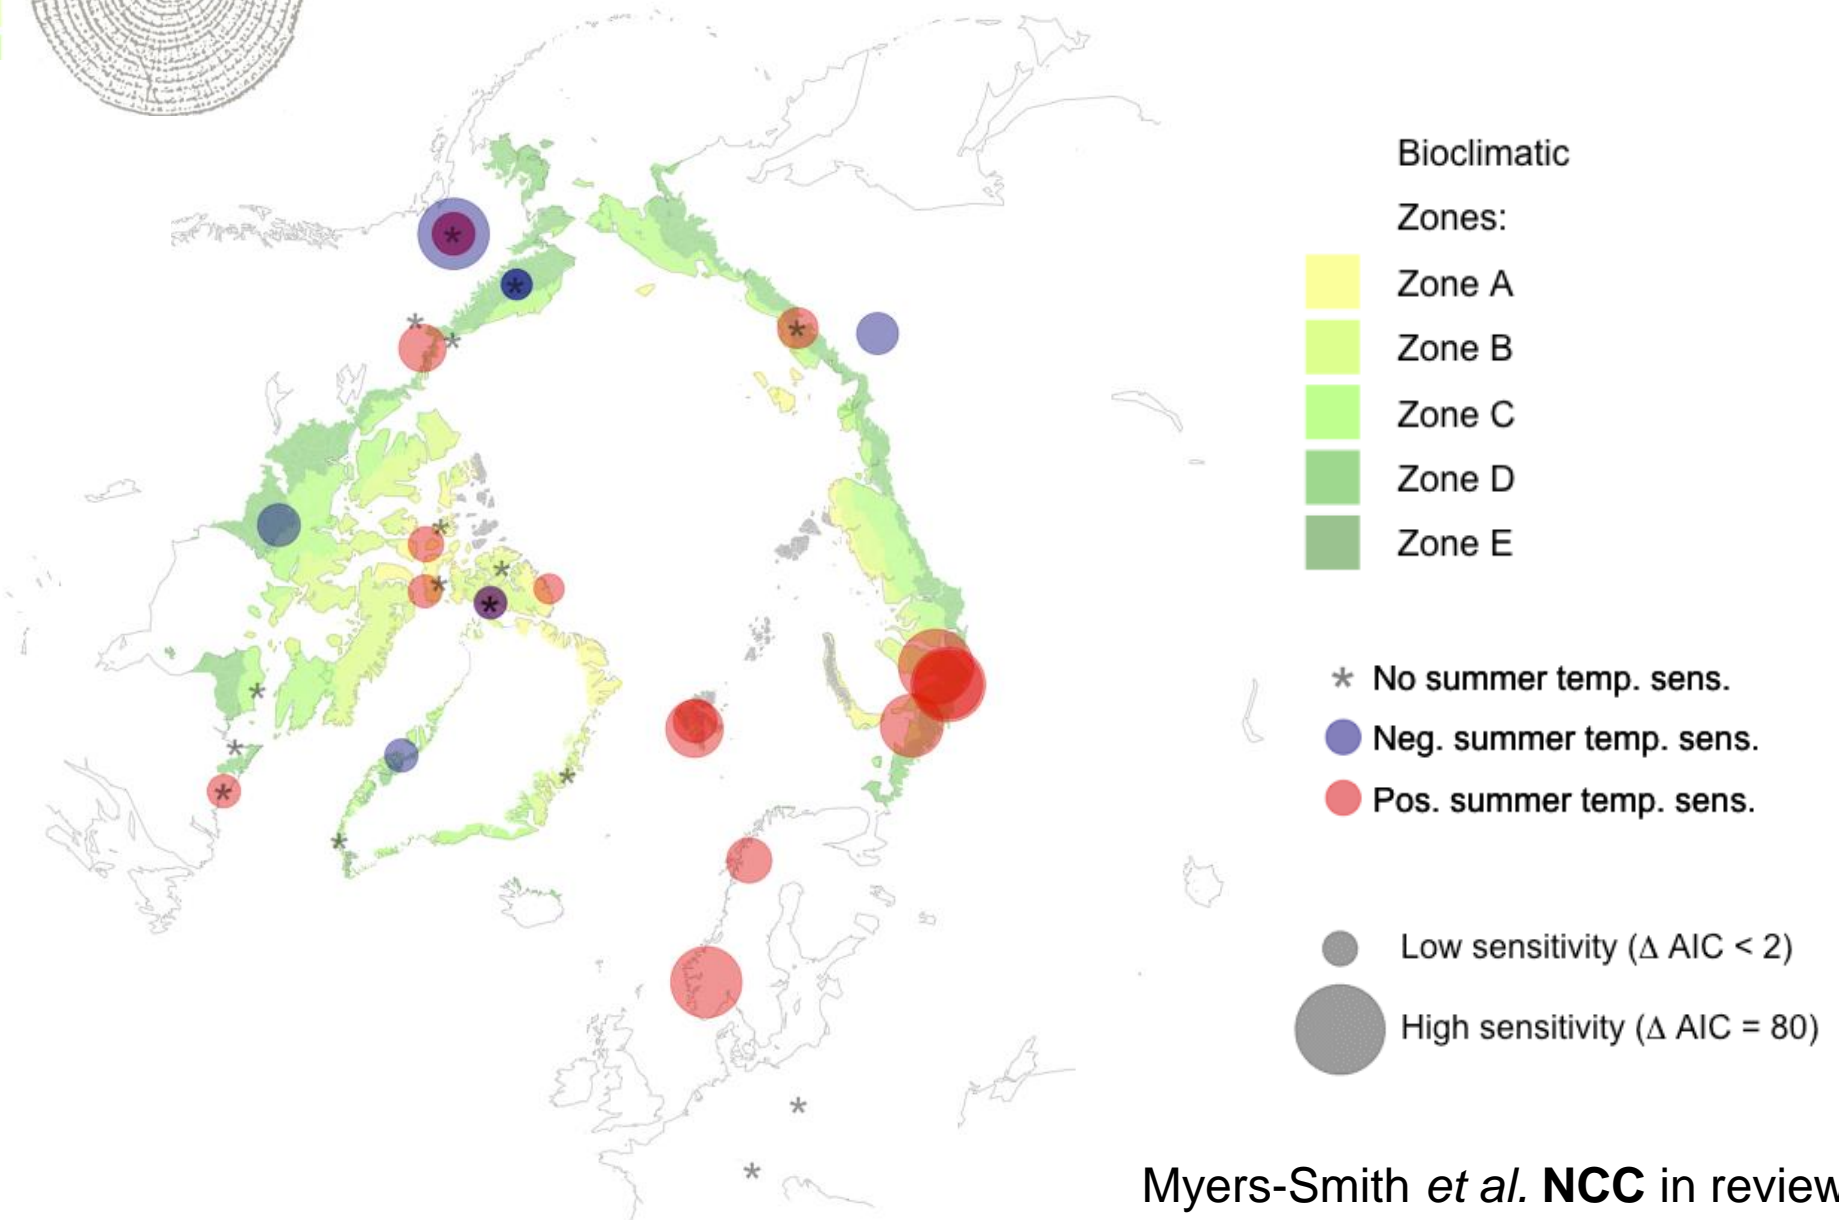 Bioclimatic
Zones:
Zone A
Zone B
Zone C
Zone D
Zone E
* No summer temp. sens.
Neg. summer temp. sens.
Pos. summer temp. sens.
Low sensitivity (Δ AIC < 2)
High sensitivity (Δ AIC = 80)
Myers-Smith et al. NCC in review